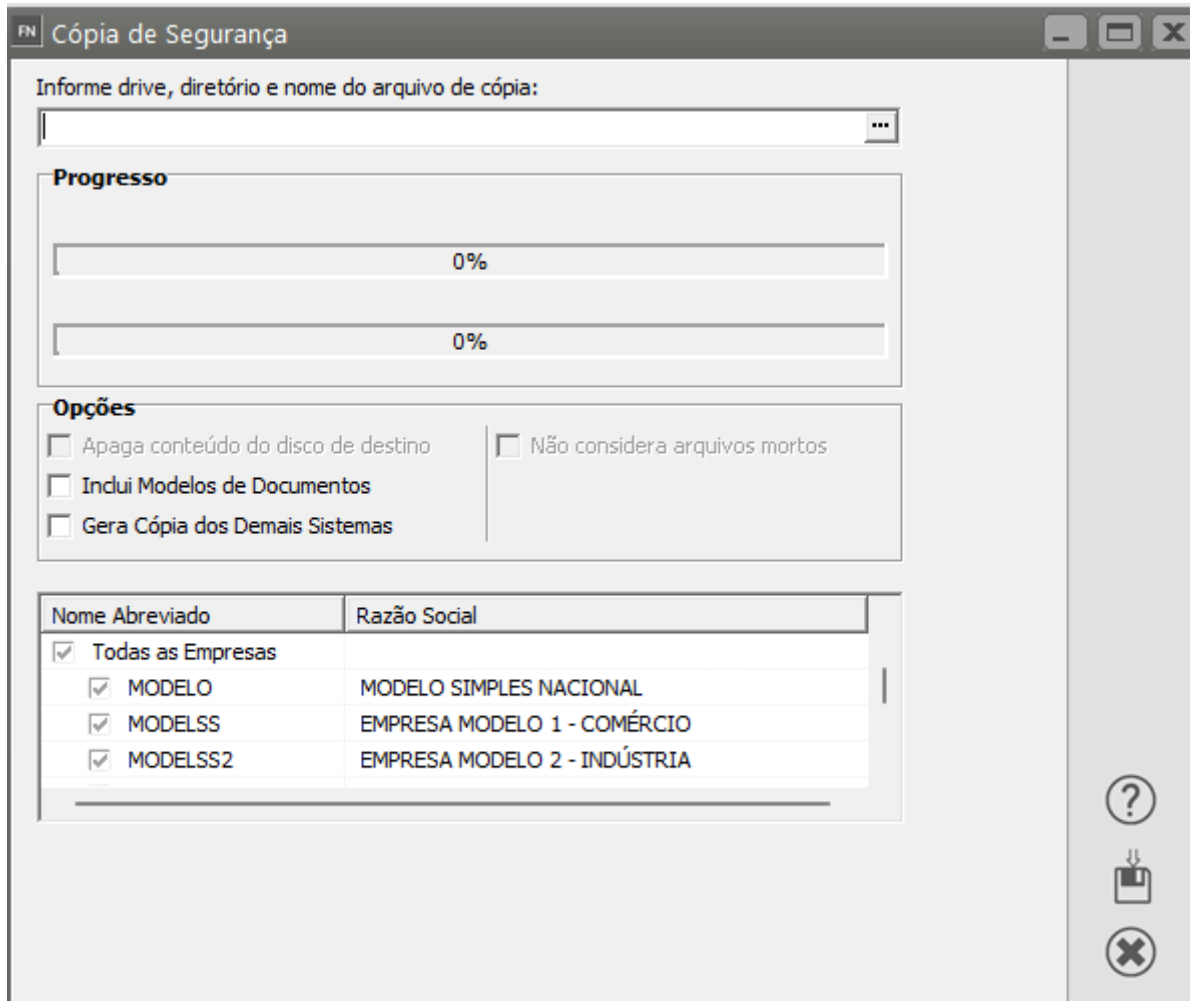 FN Cópia de Segurança
Informe drive, diretório e nome do arquivo de cópia:
...
Progresso
0%
0%
Opções
Apaga conteúdo do disco de destino
Não considera arquivos mortos
Inclui Modelos de Documentos
Gera Cópia dos Demais Sistemas
Nome Abreviado Razão Social
Todas as Empresas
MODELO MODELO SIMPLES NACIONAL
MODELSS EMPRESA MODELO 1 - COMÉRCIO
MODELSS2 EMPRESA MODELO 2 - INDÚSTRIA
?